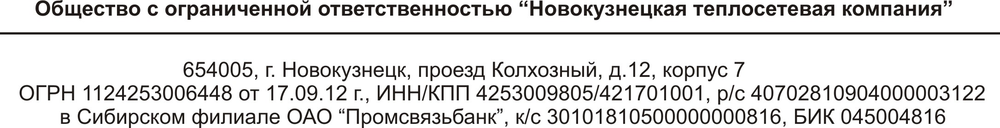 Общество с ограниченной ответственностью “Новокузнецкая теплосетевая компания”
654005, г. Новокузнецк, проезд Колхозный, д.12, корпус 7
ОГРН 1124253006448 от 17.09.12 г., ИНН/КПП 4253009805/421701001, р/с 40702810904000003122
в Сибирском филиале ОАО “Промсвязьбанк”, к/с 30101810500000000816, БИК 045004816